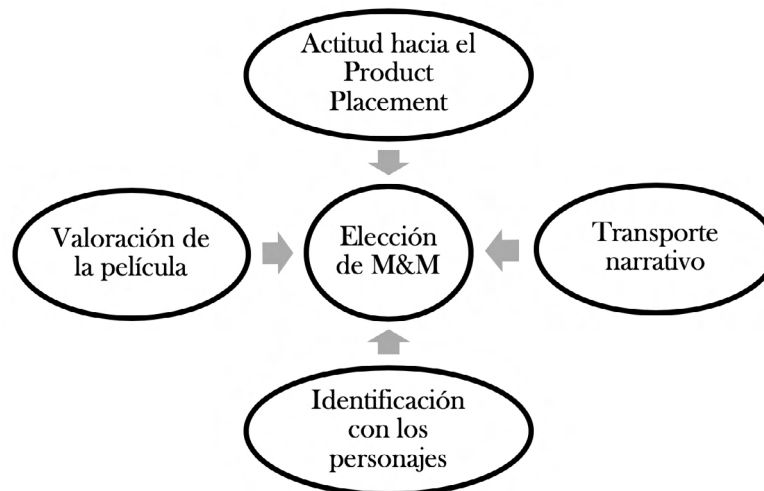 Actitud hacia el
Product
Placement
Valoración de
la película
Elección
de M&M
Transporte
narrativo
Identificación
con los
personajes